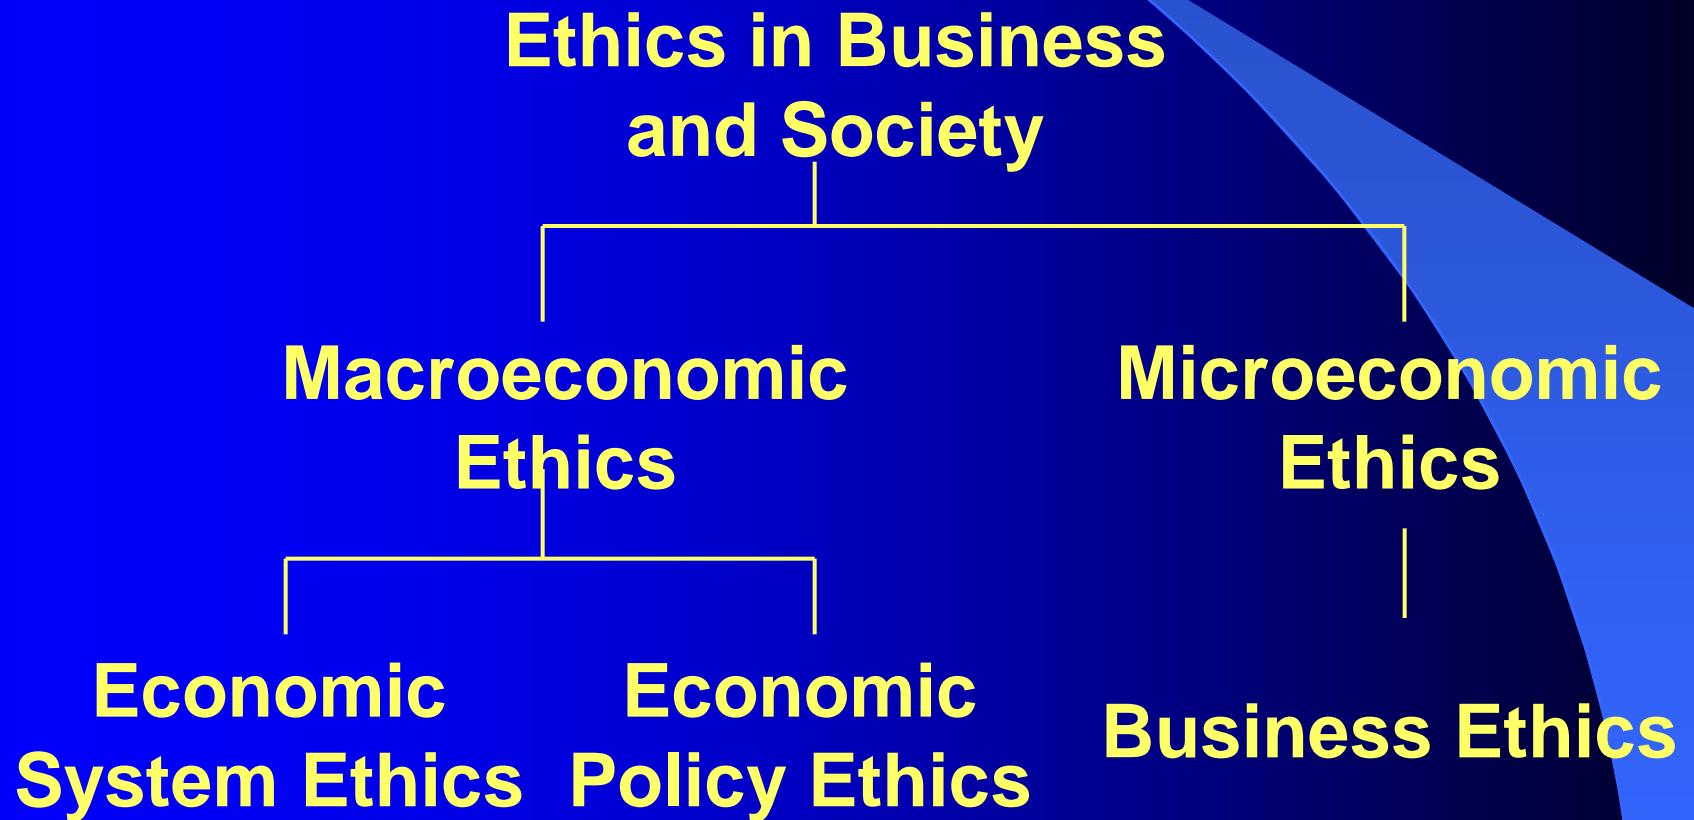 Ethics in Business
and Society
Macroeconomic
Ethics
Microeconomic
Ethics
Economic
System Ethics
Economic
Policy Ethics
Business Ethics